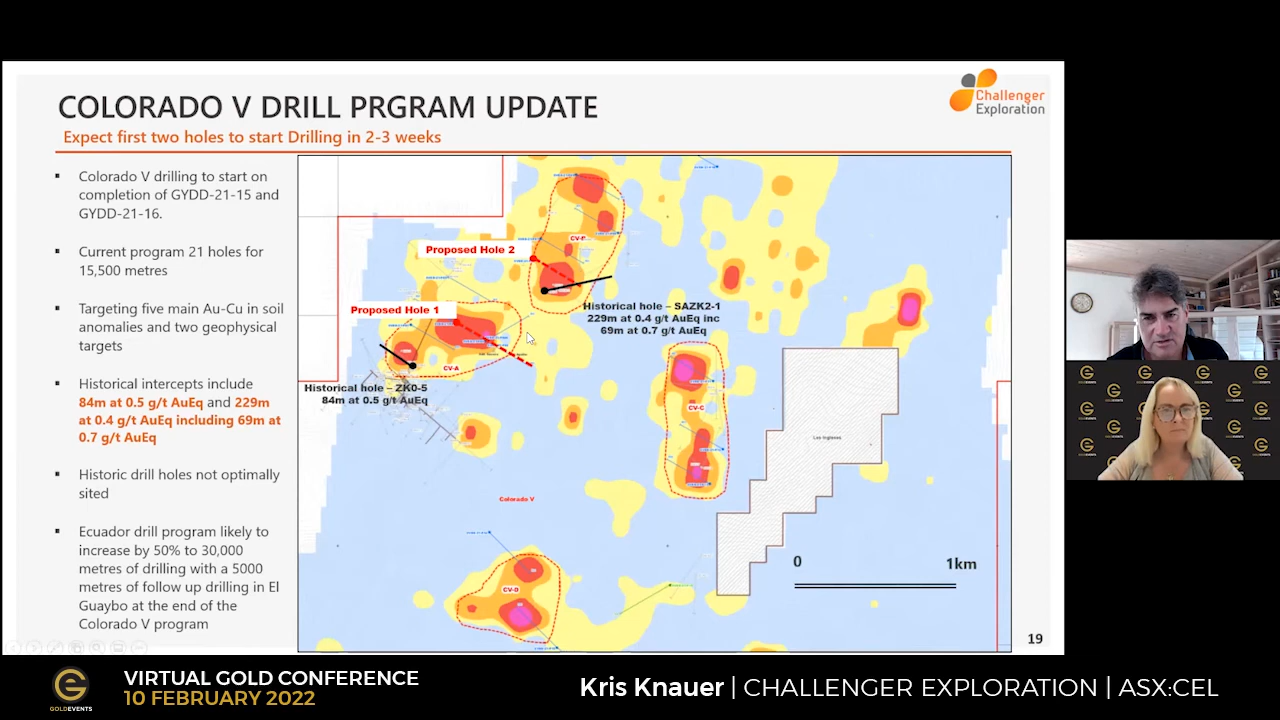 COLORADO V DRILL PRGRAM UPDATE
Expect first two holes to start Drilling in 2-3 weeks
Challenger
Exploration
Colorado V drilling to start on
completion of GYDD-21-15 and
GYDD-21-16.
Current program 21 holes for
15,500 metres
Targeting five main Au-Cu in soil
anomalies and two geophysical
targets
Historical intercepts include
84m at 0.5 g/t AuEq and 229m
at 0.4 g/t AuEq including 69m at
0.7 g/t AuEq
Historic drill holes not optimally
sited
Ecuador drill program likely to
increase by 50% to 30,000
metres of drilling with a 5000
metres of follow up drilling in El
Guaybo at the end of the
Colorado V program
Proposed Hole 2
Proposed Hole 1
Historical hole – SAZK2-1
229m at 0.4 g/t AuEq inc
69m at 0.7 g/t AuEq
CV-A
Historical hole – ZK0-5
84m at 0.5 g/t AuEq
CV-C
Los Ingleses
Colorado V
CV-D
0
1km
19
GOLDEVENTS
VIRTUAL GOLD CONFERENCE
10 FEBRUARY 2022
Kris Knauer | CHALLENGER EXPLORATION | ASX:CEL